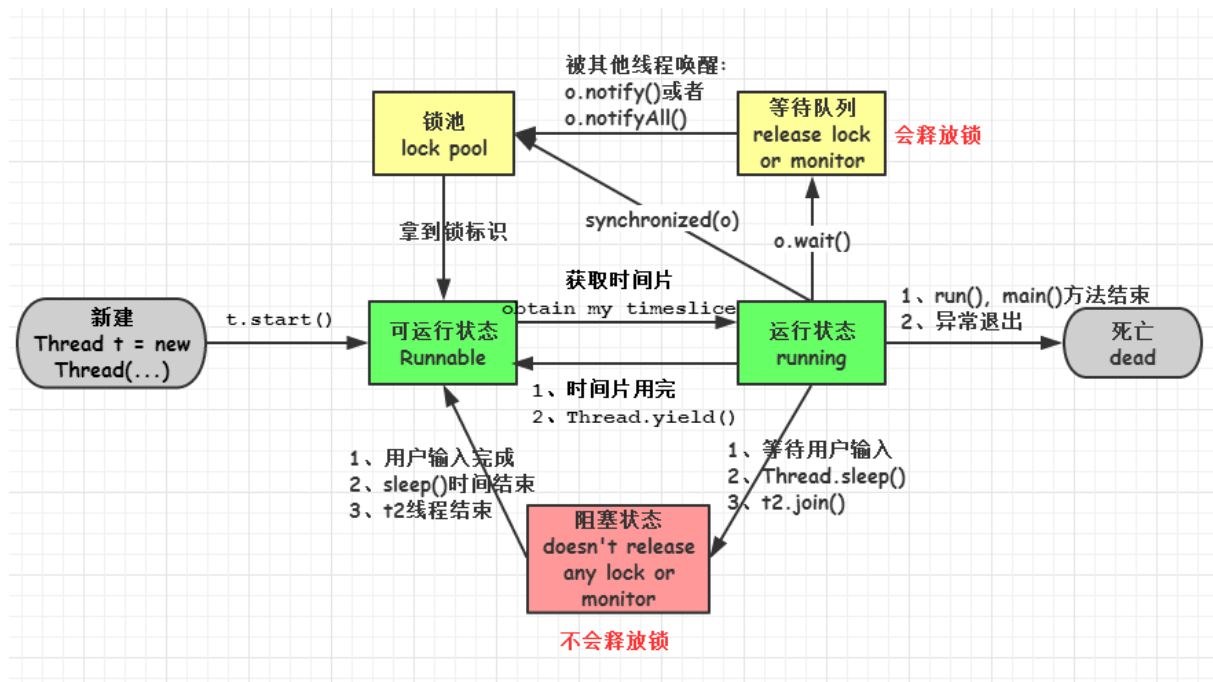 被其他线程唤醒:
o.notify()或者
o.notifyAll()
锁池
lock pool
等待队列
release lock
or monitor
会释放锁
synchronized(o)
o.wait()
拿到锁标识
获取时间片
obtain my timeslice
新建
Thread t = new
Thread(...)
t.start()
可运行状态
Runnable
运行状态
running
1、run(), main()方法结束
2、异常退出
死亡
dead
1、时间片用完
2、Thread.yield()
1、用户输入完成
2、sleep()时间结束
3、t2线程结束
1、等待用户输入
2、Thread.sleep()
3、t2.join()
阻塞状态
doesn't release
any lock or
monitor
不会释放锁